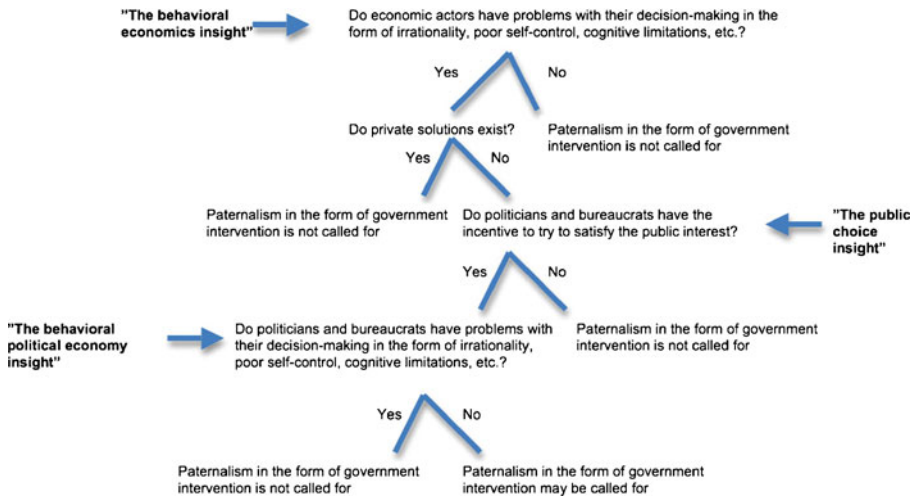 "The behavioral
economics insight"
Do economic actors have problems with their decision-making in the
form of irrationality, poor self-control, cognitive limitations, etc.?
Yes
No
Do private solutions exist?
Paternalism in the form of government
intervention is not called for
Yes
No
Paternalism in the form of government
intervention is not called for
Do politicians and bureaucrats have the
incentive to try to satisfy the public interest?
"The public
choice
insight"
Yes
No
"The behavioral
political economy
insight"
Do politicians and bureaucrats have problems with
their decision-making in the form of irrationality,
poor self-control, cognitive limitations, etc.?
Paternalism in the form of government
intervention is not called for
Yes
No
Paternalism in the form of government
intervention is not called for
Paternalism in the form of government
intervention may be called for